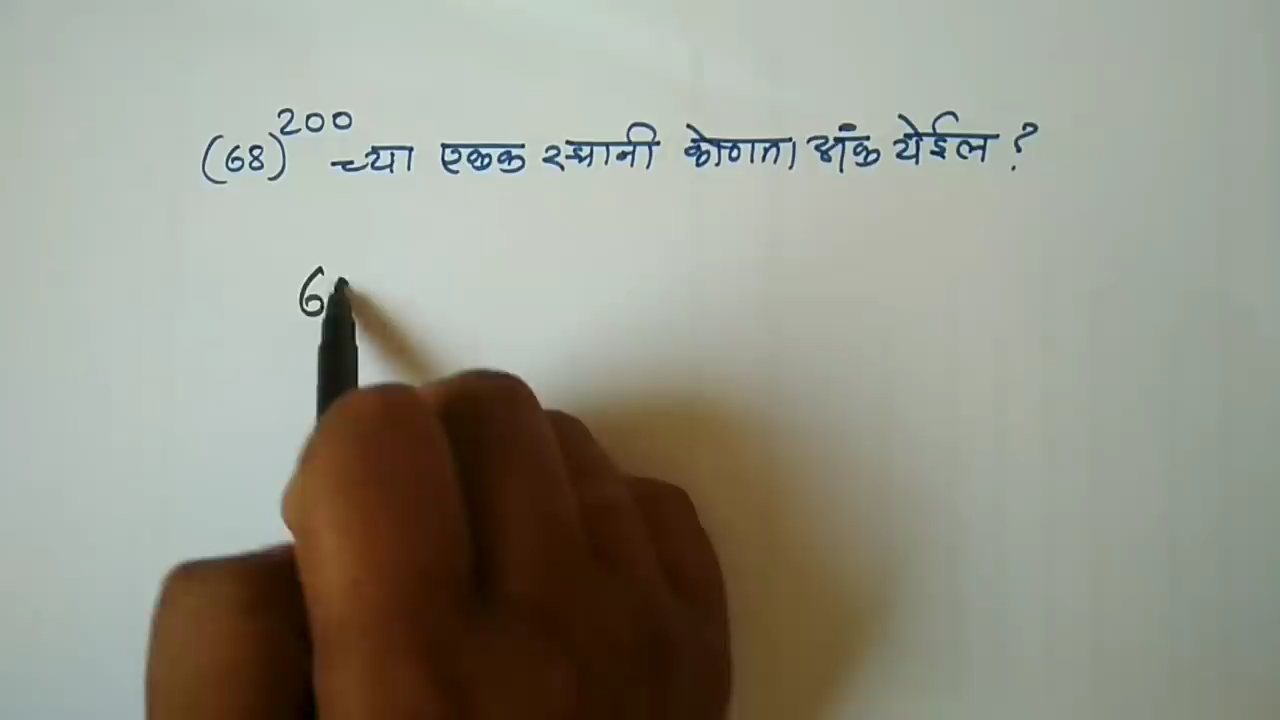 (68)²⁰⁰ च्या एकक स्थानी कोणता अंक येईल ?
6